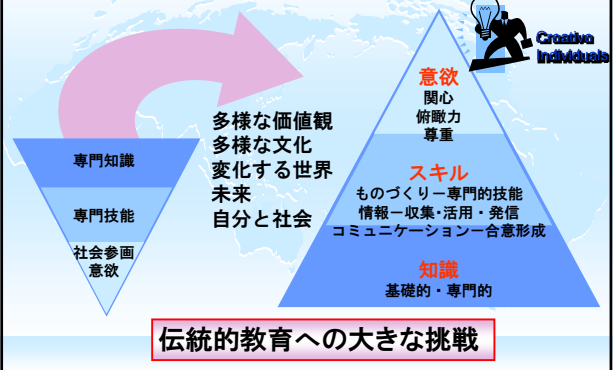 Creative
Individuals
専門知識
専門技能
社会参画
意欲
多様な価値観
多様な文化
変化する世界
未来
自分と社会
意欲
関心
俯瞰力
尊重
スキル
ものづくりー専門的技能
情報ー収集・活用・発信
コミュニケーションー合意形成
知識
基礎的・専門的
伝統的教育への大きな挑戦